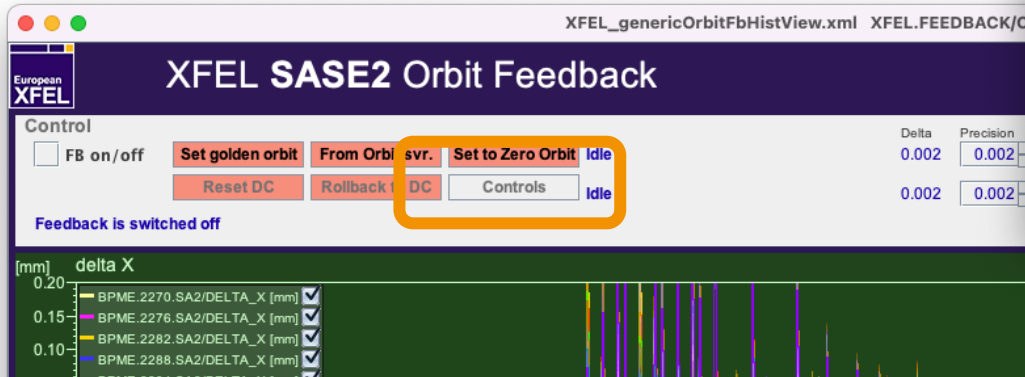 XFEL_genericOrbitFbHistView.xml XFEL.FEEDBACK/
European
XFEL
XFEL SASE2 Orbit Feedback
Control
Delta Precision
FB on/off Set golden orbit From Orbit svr. Set to Zero Orbit Idle 0.002 0.002
Reset DC Rollback DC Controls Idle 0.002 0.002
Feedback is switched off
[mm] delta X
0.20
BPME.2270.SA2/DELTA_X [mm]
0.15 BPME.2276.SA2/DELTA_X [mm]
BPME.2282.SA2/DELTA_X [mm]
0.10 BPME.2288.SA2/DELTA_X [mm]